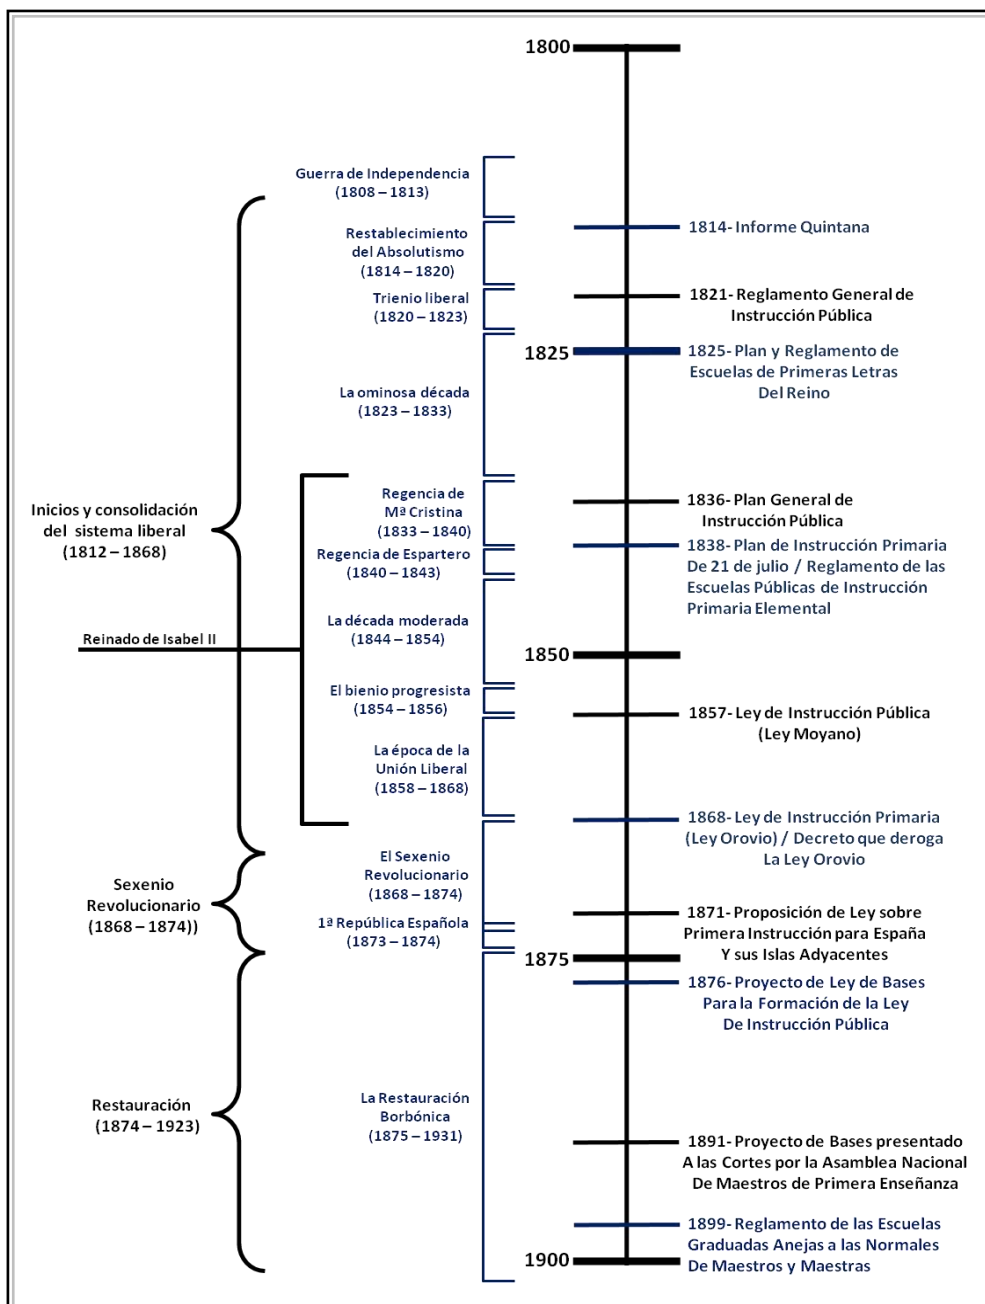 1800
Guerra de Independencia
(1808 – 1813)
1814- Informe Quintana
Restablecimiento
del Absolutismo
(1814 – 1820)
Trienio liberal
(1820 – 1823)
1821- Reglamento General de
Instrucción Pública
1825
1825- Plan y Reglamento de
Escuelas de Primeras Letras
Del Reino
La ominosa década
(1823 – 1833)
Inicios y consolidación
del sistema liberal
(1812 – 1868)
Regencia de
Mª Cristina
(1833 – 1840)
1836- Plan General de
Instrucción Pública
1838- Plan de Instrucción Primaria
De 21 de julio / Reglamento de las
Escuelas Públicas de Instrucción
Primaria Elemental
Regencia de Espartero
(1840 – 1843)
Reinado de Isabel II
La década moderada
(1844 – 1854)
1850
El bienio progresista
(1854 – 1856)
1857- Ley de Instrucción Pública
(Ley Moyano)
La época de la
Unión Liberal
(1858 – 1868)
1868- Ley de Instrucción Primaria
(Ley Orovio) / Decreto que deroga
La Ley Orovio
Sexenio
Revolucionario
(1868 – 1874))
El Sexenio
Revolucionario
(1868 – 1874)
1ª República Española
(1873 – 1874)
1871- Proposición de Ley sobre
Primera Instrucción para España
Y sus Islas Adyacentes
1875
1876- Proyecto de Ley de Bases
Para la Formación de la Ley
De Instrucción Pública
Restauración
(1874 – 1923)
La Restauración
Borbónica
(1875 – 1931)
1891- Proyecto de Bases presentado
A las Cortes por la Asamblea Nacional
De Maestros de Primera Enseñanza
1899- Reglamento de las Escuelas
Graduadas Anejas a las Normales
De Maestros y Maestras
1900